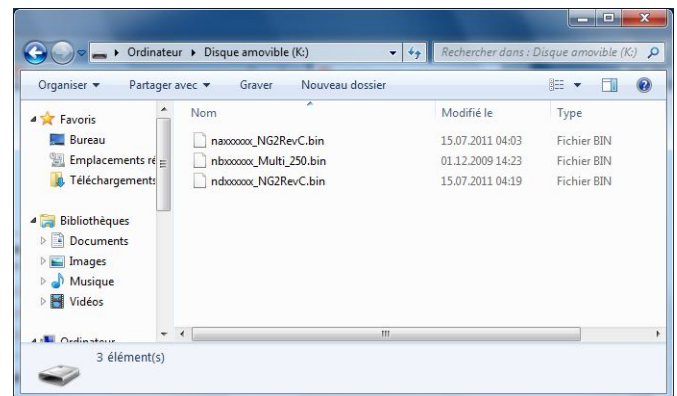 Ordinateur ▸ Disque amovible (K:)
Rechercher dans : Disque amovible (K:)
Organiser Partager avec Graver Nouveau dossier
Nom Modifié le Type
Favoris
Bureau
Emplacements ré
Téléchargements
Bibliothèques
Documents
Images
Musique
Vidéos
Ordinateur
naxxxxxx_NG2RevC.bin 15.07.2011 04:03 Fichier BIN
nbxxxxxx_Multi_250.bin 01.12.2009 14:23 Fichier BIN
ndxxxxxx_NG2RevC.bin 15.07.2011 04:19 Fichier BIN
3 élément(s)